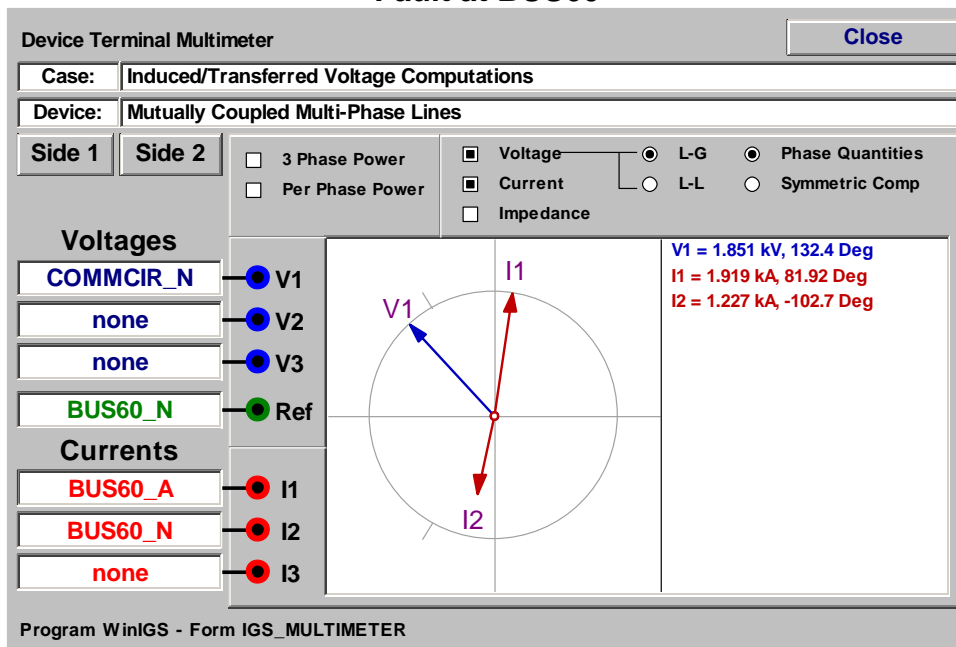 Device Terminal Multimeter
Close
Case: Induced/Transferred Voltage Computations
Device: Mutually Coupled Multi-Phase Lines
Side 1 Side 2
3 Phase Power
Per Phase Power
Voltage L-G Phase Quantities
Current L-L Symmetric Comp
Impedance
Voltages
COMMCIR_N V1
none V2
none V3
BUS60_N Ref
Currents
BUS60_A I1
BUS60_N I2
none I3
V1
I1
I2
V1 = 1.851 kV, 132.4 Deg
I1 = 1.919 kA, 81.92 Deg
I2 = 1.227 kA, -102.7 Deg
Program WinIGS - Form IGS_MULTIMETER